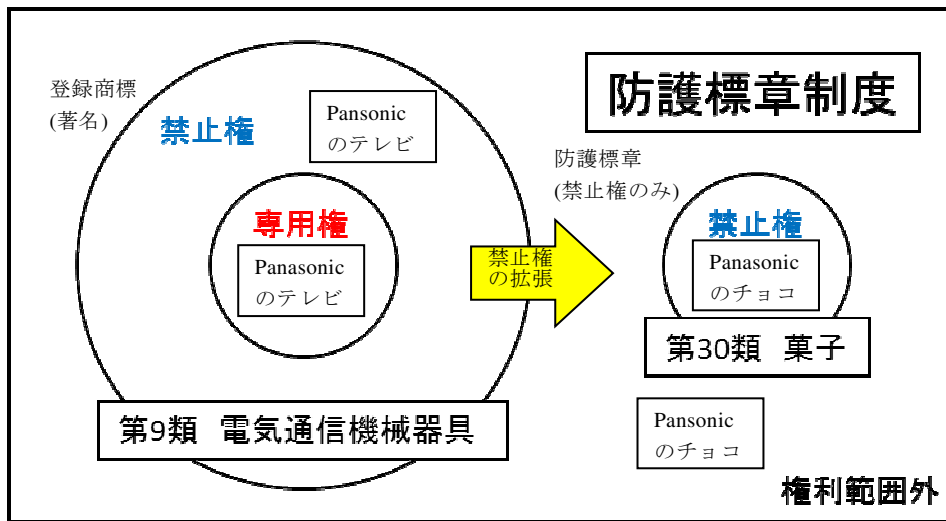 防護標章制度
登録商標
(著名)
禁止権
Pansonic
のテレビ
専用権
Panasonic
のテレビ
第9類 電気通信機械器具
禁止権
の拡張
防護標章
(禁止権のみ)
禁止権
Panasonic
のチョコ
第30類 菓子
Pansonic
のチョコ
権利範囲外